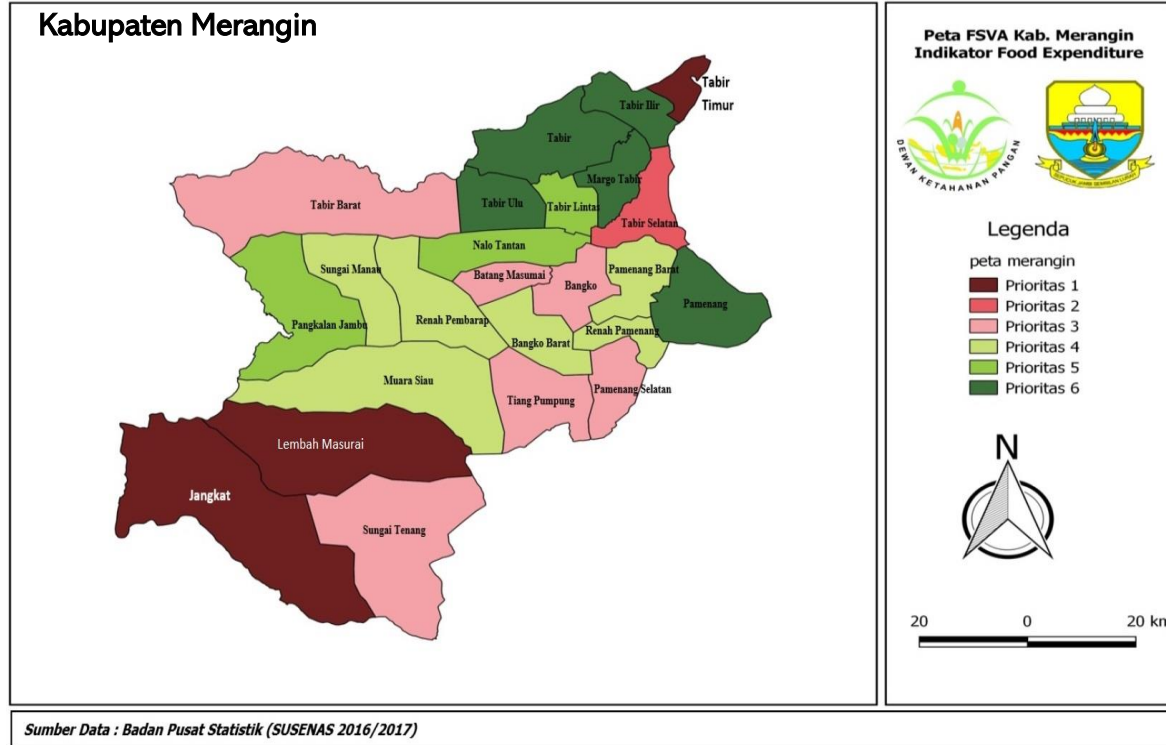 Kabupaten Merangin
Tabir Timur
Tabir Ilir
Tabir
Margo Tabir
Tabir Barat
Tabir Ulu
Tabir Lintas
Tabir Selatan
Nalo Tantan
Sungai Manau
Batang Masumai
Bangko
Pamenang Barat
Pamenang
Pangkalan Jambu
Renah Pembarap
Renah Pamenang
Bangko Barat
Muara Siau
Tiang Pumpung
Pamenang Selatan
Lembah Masurai
Jangkat
Sungai Tenang
Peta FSVA Kab. Merangin
Indikator Food Expenditure
DEWAN KETAHANAN PANGAN
Legenda
peta merangin
Prioritas 1
Prioritas 2
Prioritas 3
Prioritas 4
Prioritas 5
Prioritas 6
N
20 0 20 km
Sumber Data : Badan Pusat Statistik (SUSENAS 2016/2017)